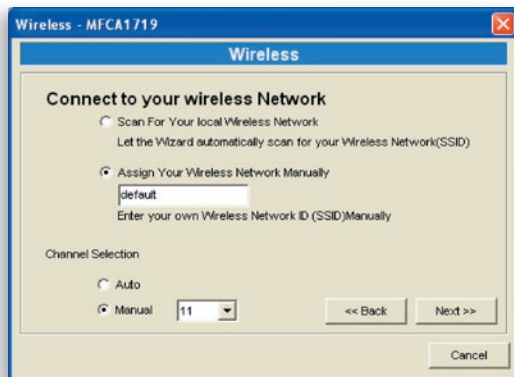 Wireless - MFCA1719
Wireless
Connect to your wireless Network
Scan For Your local Wireless Network
Let the Wizard automatically scan for your Wireless Network(SSID)
Assign Your Wireless Network Manually
default
Enter your own Wireless Network ID (SSID)Manually
Channel Selection
Auto
Manual 11
<< Back Next >>
Cancel